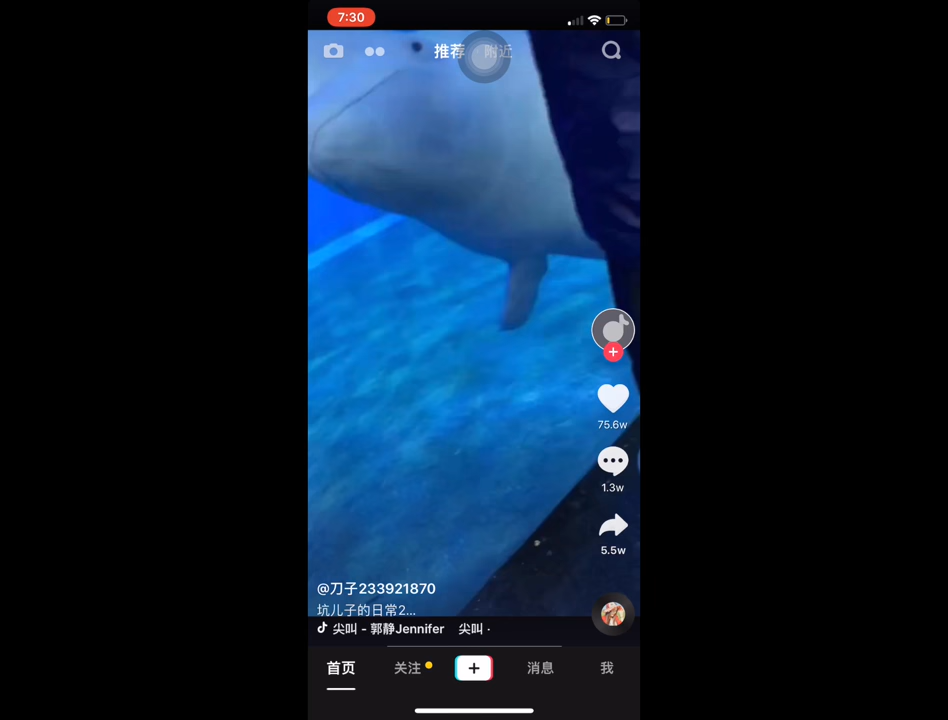 7:30
推荐 附近
75.6w
1.3w
5.5w
@刀子233921870
坑儿子的日常2...
尖叫 - 郭静Jennifer 尖叫 ·
首页 关注 消息 我